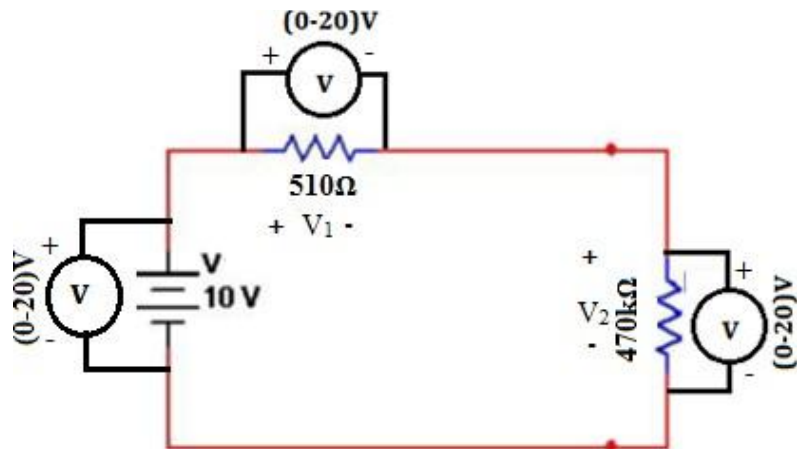 (0-20)V
+ -
V
510Ω
+ V₁ -
+
V
-
(0-20)V
V
10 V
+
V₂
-
470kΩ
+
V
-
(0-20)V